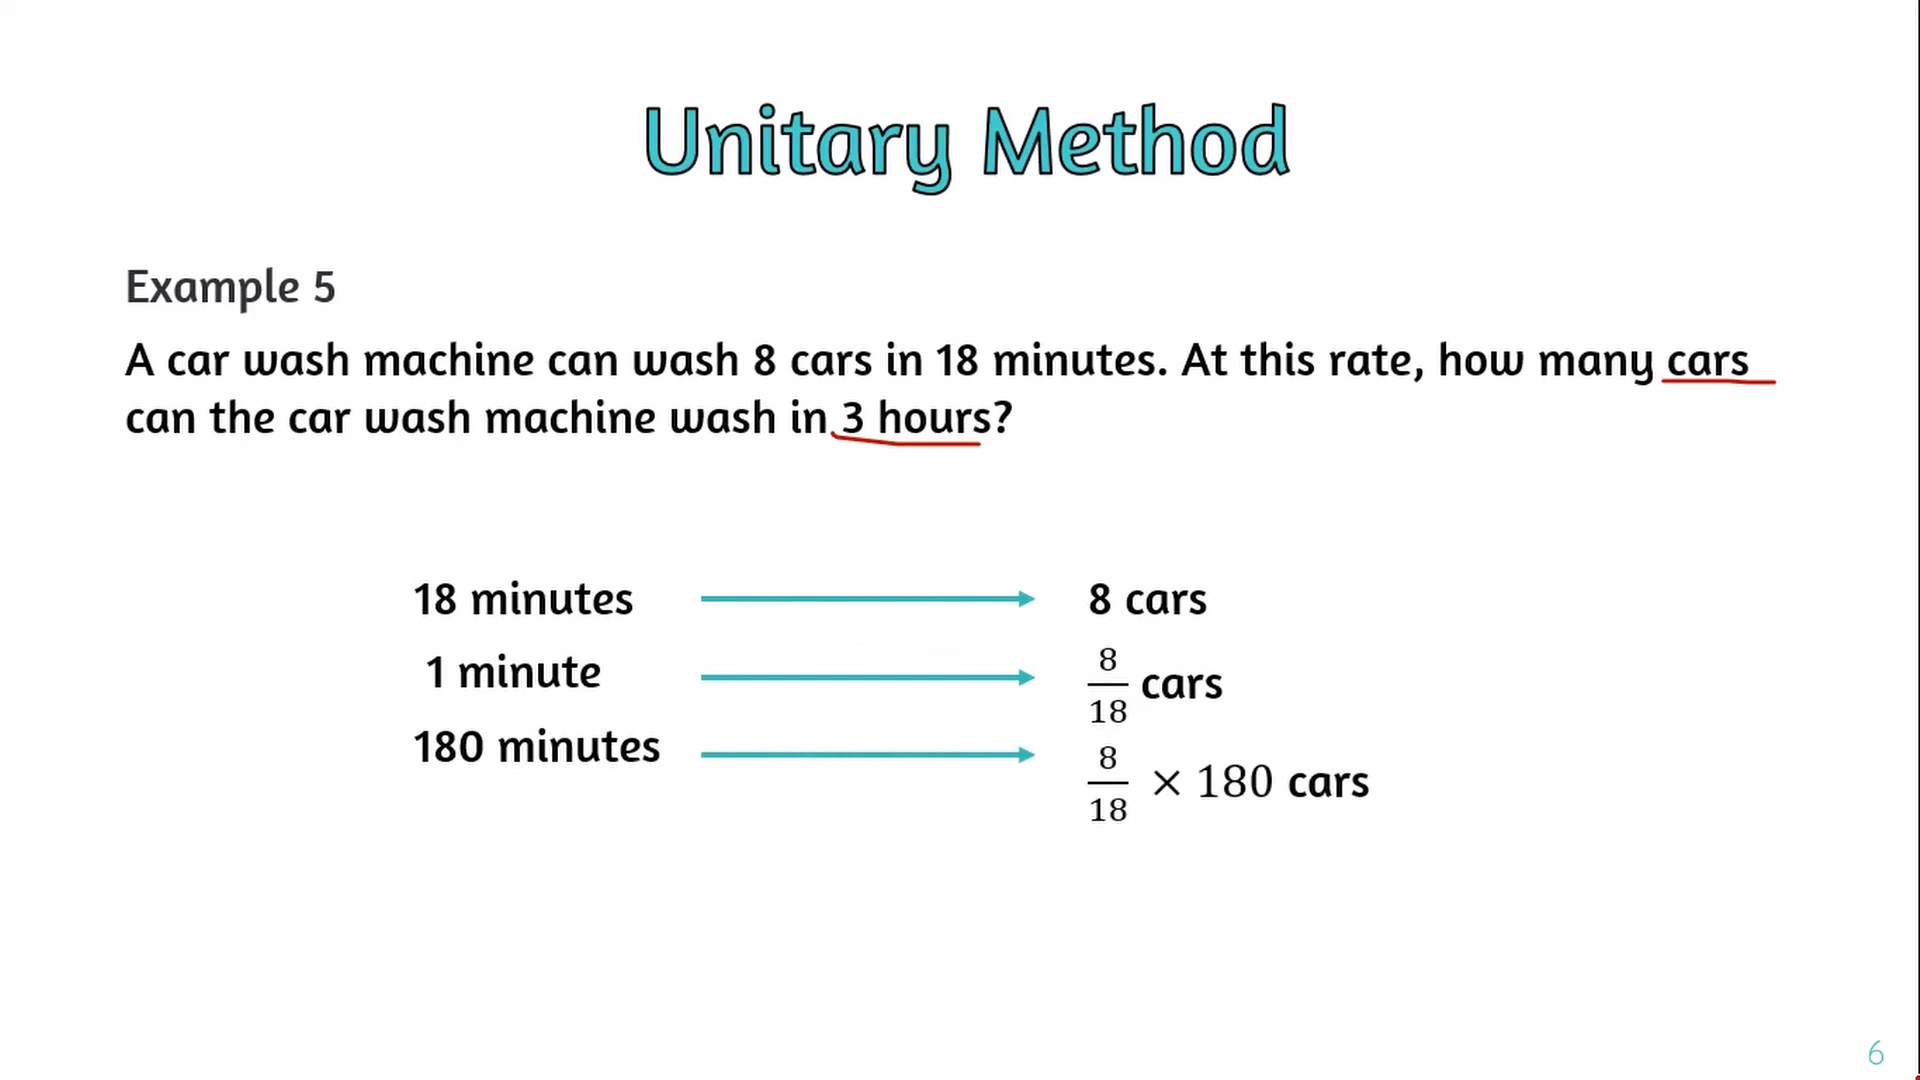 Unitary Method
Example 5
A car wash machine can wash 8 cars in 18 minutes. At this rate, how many cars
can the car wash machine wash in 3 hours?
18 minutes 8 cars
1 minute 8/18 cars
180 minutes 8/18 × 180 cars
6